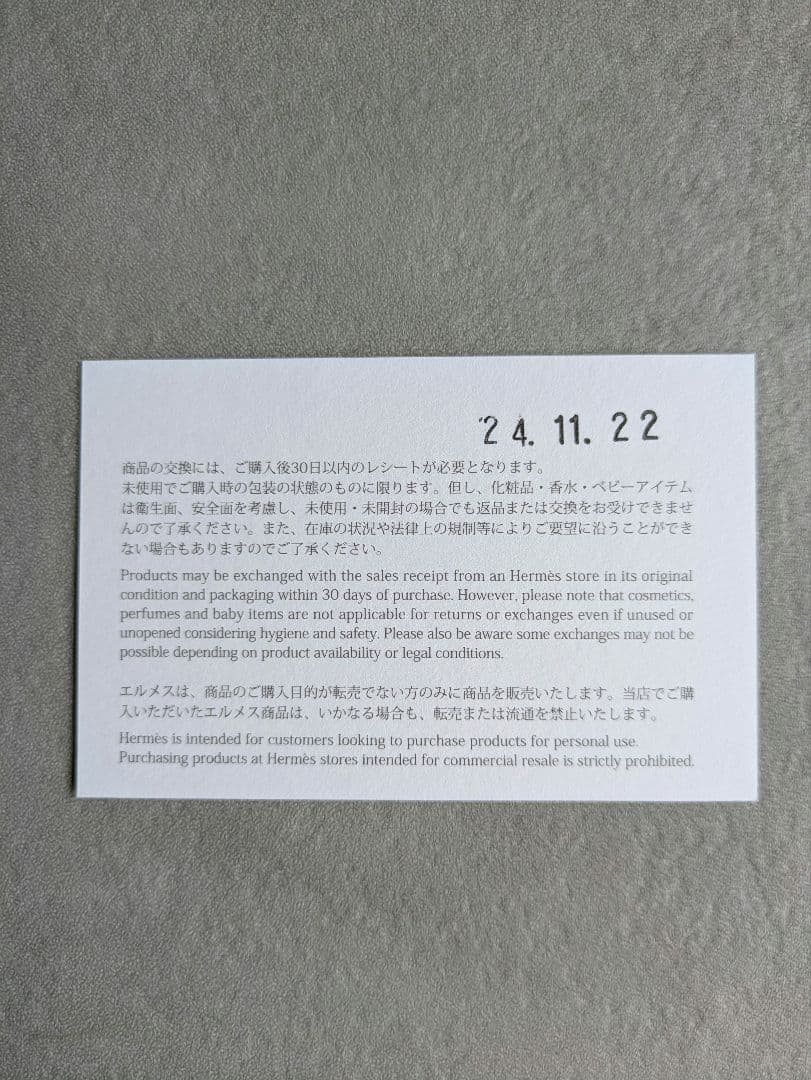 '24.11.22
商品の交換には、ご購入後30日以内のレシートが必要となります。
未使用でご購入時の包装の状態のものに限ります。但し、化粧品・香水・ベビーアイテム
は衛生面、安全面を考慮し、未使用・未開封の場合でも返品または交換をお受けできませ
んので了承ください。また、在庫の状況や法律上の規制等によりご要望に沿うことができ
ない場合もありますのでご了承ください。
Products may be exchanged with the sales receipt from an Hermès store in its original
condition and packaging within 30 days of purchase. However, please note that cosmetics,
perfumes and baby items are not applicable for returns or exchanges even if unused or
unopened considering hygiene and safety. Please also be aware some exchanges may not be
possible depending on product availability or legal conditions.
エルメスは、商品のご購入目的が転売でない方のみに商品を販売いたします。当店でご購
入いただいたエルメス商品は、いかなる場合も、転売または流通を禁止いたします。
Hermès is intended for customers looking to purchase products for personal use.
Purchasing products at Hermès stores intended for commercial resale is strictly prohibited.